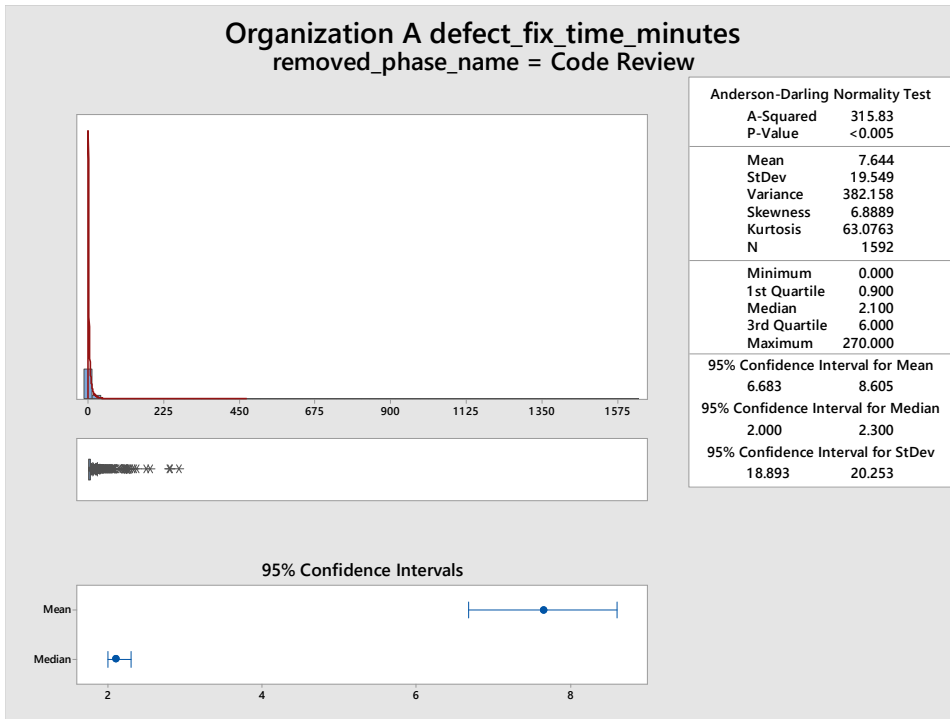 Organization A defect_fix_time_minutes
removed_phase_name = Code Review
0 225 450 675 900 1125 1350 1575
95% Confidence Intervals
Mean
Median
2 4 6 8
Anderson-Darling Normality Test
A-Squared 315.83
P-Value <0.005
Mean 7.644
StDev 19.549
Variance 382.158
Skewness 6.8889
Kurtosis 63.0763
N 1592
Minimum 0.000
1st Quartile 0.900
Median 2.100
3rd Quartile 6.000
Maximum 270.000
95% Confidence Interval for Mean
6.683 8.605
95% Confidence Interval for Median
2.000 2.300
95% Confidence Interval for StDev
18.893 20.253